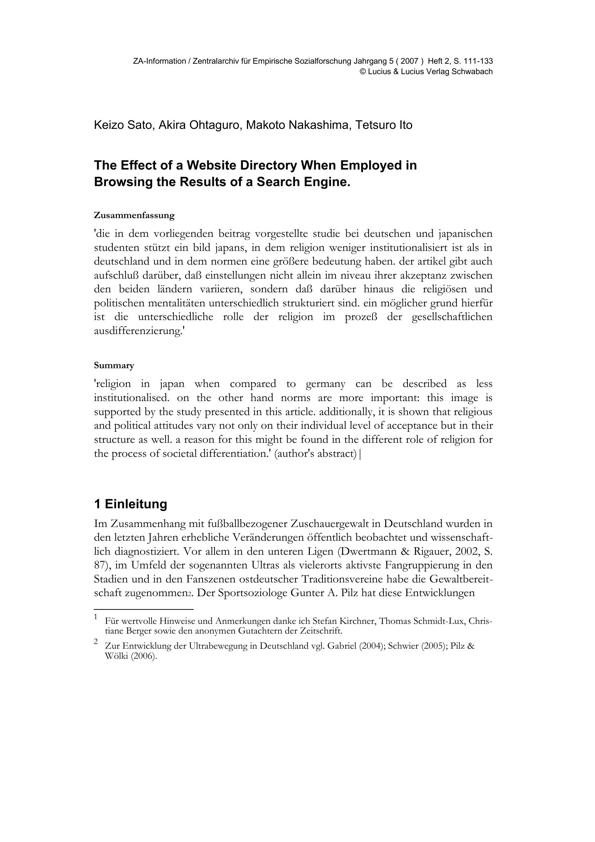 ZA-Information / Zentralarchiv für Empirische Sozialforschung Jahrgang 5 ( 2007 ) Heft 2, S. 111-133
© Lucius & Lucius Verlag Schwabach
Keizo Sato, Akira Ohtaguro, Makoto Nakashima, Tetsuro Ito
The Effect of a Website Directory When Employed in
Browsing the Results of a Search Engine.
Zusammenfassung
'die in dem vorliegenden beitrag vorgestellte studie bei deutschen und japanischen
studenten stützt ein bild japans, in dem religion weniger institutionalisiert ist als in
deutschland und in dem normen eine größere bedeutung haben. der artikel gibt auch
aufschluß darüber, daß einstellungen nicht allein im niveau ihrer akzeptanz zwischen
den beiden ländern variieren, sondern daß darüber hinaus die religiösen und
politischen mentalitäten unterschiedlich strukturiert sind. ein möglicher grund hierfür
ist die unterschiedliche rolle der religion im prozeß der gesellschaftlichen
ausdifferenzierung.'
Summary
'religion in japan when compared to germany can be described as less
institutionalised. on the other hand norms are more important: this image is
supported by the study presented in this article. additionally, it is shown that religious
and political attitudes vary not only on their individual level of acceptance but in their
structure as well. a reason for this might be found in the different role of religion for
the process of societal differentiation.' (author's abstract)|
1 Einleitung
Im Zusammenhang mit fußballbezogener Zuschauergewalt in Deutschland wurden in
den letzten Jahren erhebliche Veränderungen öffentlich beobachtet und wissenschaft-
lich diagnostiziert. Vor allem in den unteren Ligen (Dwertmann & Rigauer, 2002, S.
87), im Umfeld der sogenannten Ultras als vielerorts aktivste Fangruppierung in den
Stadien und in den Fanszenen ostdeutscher Traditionsvereine habe die Gewaltbereit-
schaft zugenommen2. Der Sportsoziologe Gunter A. Pilz hat diese Entwicklungen
1 Für wertvolle Hinweise und Anmerkungen danke ich Stefan Kirchner, Thomas Schmidt-Lux, Chris-
tiane Berger sowie den anonymen Gutachtern der Zeitschrift.
2 Zur Entwicklung der Ultrabewegung in Deutschland vgl. Gabriel (2004); Schwier (2005); Pilz &
Wölki (2006).